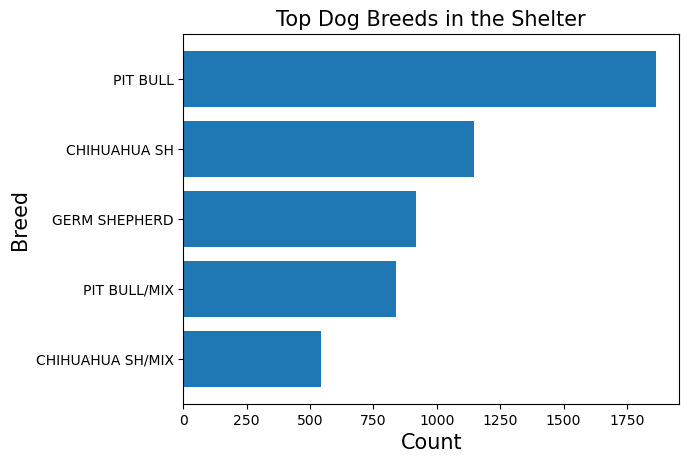 Top Dog Breeds in the Shelter
Breed
PIT BULL
CHIHUAHUA SH
GERM SHEPHERD
PIT BULL/MIX
CHIHUAHUA SH/MIX
0 250 500 750 1000 1250 1500 1750
Count